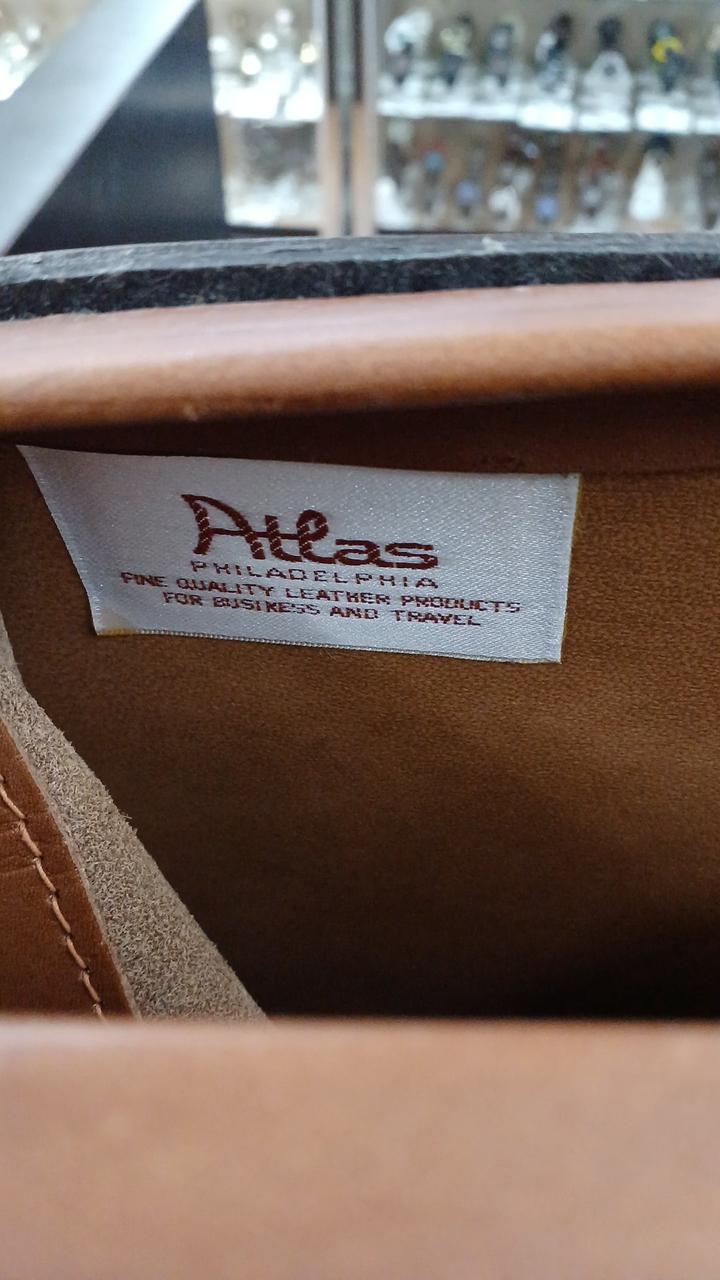 Atlas
PHILADELPHIA
FINE QUALITY LEATHER PRODUCTS
FOR BUSINESS AND TRAVEL